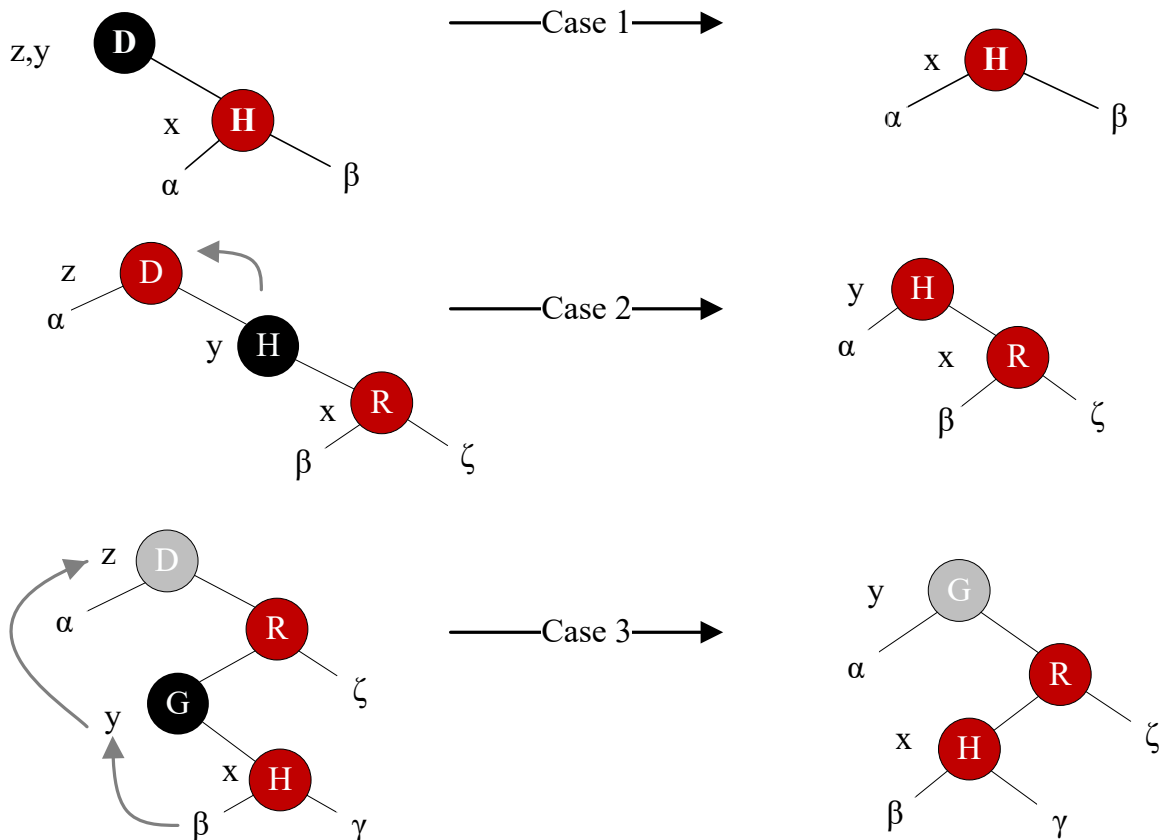 D Case 1 H
z,y x
H α β
x
α β
D Case 2 H
z y
α α
H R
y x
R β ζ
x
β ζ
D Case 3 G
z y
α α
R R
ζ ζ
G H
y x
H β γ
x
β γ